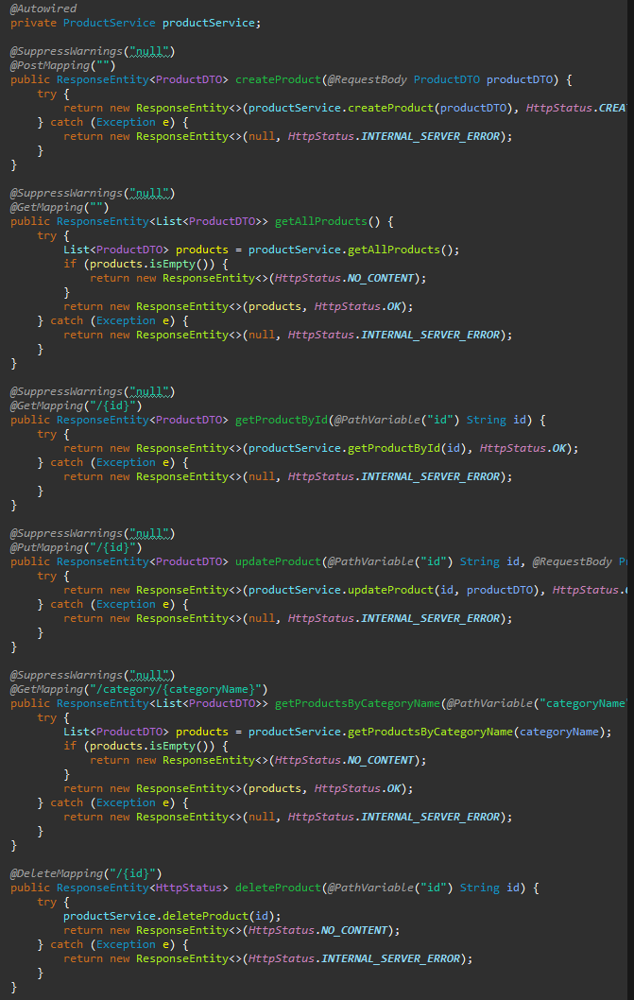 @Autowired
private ProductService productService;

@SuppressWarnings("null")
@PostMapping("")
public ResponseEntity<ProductDTO> createProduct(@RequestBody ProductDTO productDTO) {
    try {
        return new ResponseEntity<>(productService.createProduct(productDTO), HttpStatus.CREA
    } catch (Exception e) {
        return new ResponseEntity<>(null, HttpStatus.INTERNAL_SERVER_ERROR);
    }
}

@SuppressWarnings("null")
@GetMapping("")
public ResponseEntity<List<ProductDTO>> getAllProducts() {
    try {
        List<ProductDTO> products = productService.getAllProducts();
        if (products.isEmpty()) {
            return new ResponseEntity<>(HttpStatus.NO_CONTENT);
        }
        return new ResponseEntity<>(products, HttpStatus.OK);
    } catch (Exception e) {
        return new ResponseEntity<>(null, HttpStatus.INTERNAL_SERVER_ERROR);
    }
}

@SuppressWarnings("null")
@GetMapping("/{id}")
public ResponseEntity<ProductDTO> getProductById(@PathVariable("id") String id) {
    try {
        return new ResponseEntity<>(productService.getProductById(id), HttpStatus.OK);
    } catch (Exception e) {
        return new ResponseEntity<>(null, HttpStatus.INTERNAL_SERVER_ERROR);
    }
}

@SuppressWarnings("null")
@PutMapping("/{id}")
public ResponseEntity<ProductDTO> updateProduct(@PathVariable("id") String id, @RequestBody P
    try {
        return new ResponseEntity<>(productService.updateProduct(id, productDTO), HttpStatus.
    } catch (Exception e) {
        return new ResponseEntity<>(null, HttpStatus.INTERNAL_SERVER_ERROR);
    }
}

@SuppressWarnings("null")
@GetMapping("/category/{categoryName}")
public ResponseEntity<List<ProductDTO>> getProductsByCategoryName(@PathVariable("categoryName
    try {
        List<ProductDTO> products = productService.getProductsByCategoryName(categoryName);
        if (products.isEmpty()) {
            return new ResponseEntity<>(HttpStatus.NO_CONTENT);
        }
        return new ResponseEntity<>(products, HttpStatus.OK);
    } catch (Exception e) {
        return new ResponseEntity<>(null, HttpStatus.INTERNAL_SERVER_ERROR);
    }
}

@DeleteMapping("/{id}")
public ResponseEntity<HttpStatus> deleteProduct(@PathVariable("id") String id) {
    try {
        productService.deleteProduct(id);
        return new ResponseEntity<>(HttpStatus.NO_CONTENT);
    } catch (Exception e) {
        return new ResponseEntity<>(HttpStatus.INTERNAL_SERVER_ERROR);
    }
}